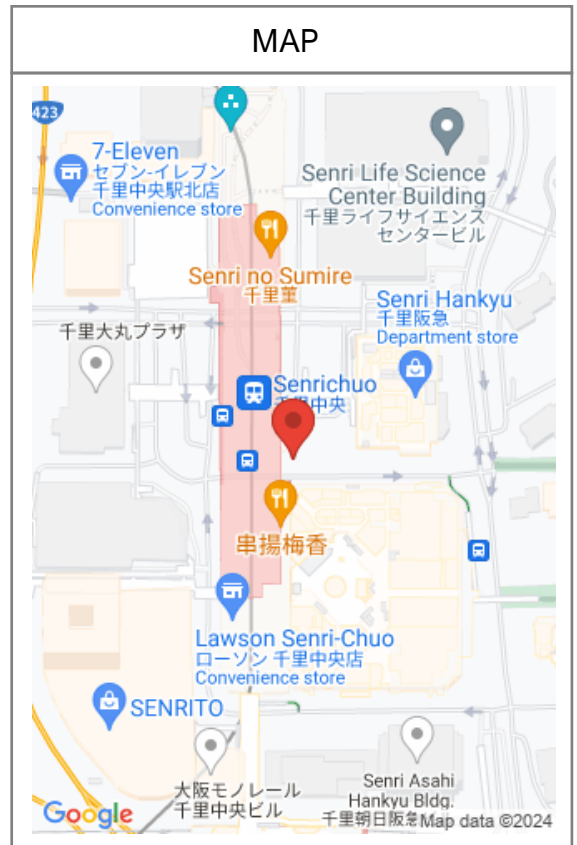 MAP
423
7-Eleven
セブン-イレブン
千里中央駅北店
Convenience store
Senri Life Science
Center Building
千里ライフサイエンス
センタービル
Senri no Sumire
千里菫
Senri Hankyu
千里阪急
Department store
千里大丸プラザ
Senrichuo
千里中央
串揚梅香
Lawson Senri-Chuo
ローソン 千里中央店
Convenience store
SENRITO
大阪モノレール
千里中央ビル
Senri Asahi
Hankyu Bldg.
千里朝日阪急
Google
Map data ©2024